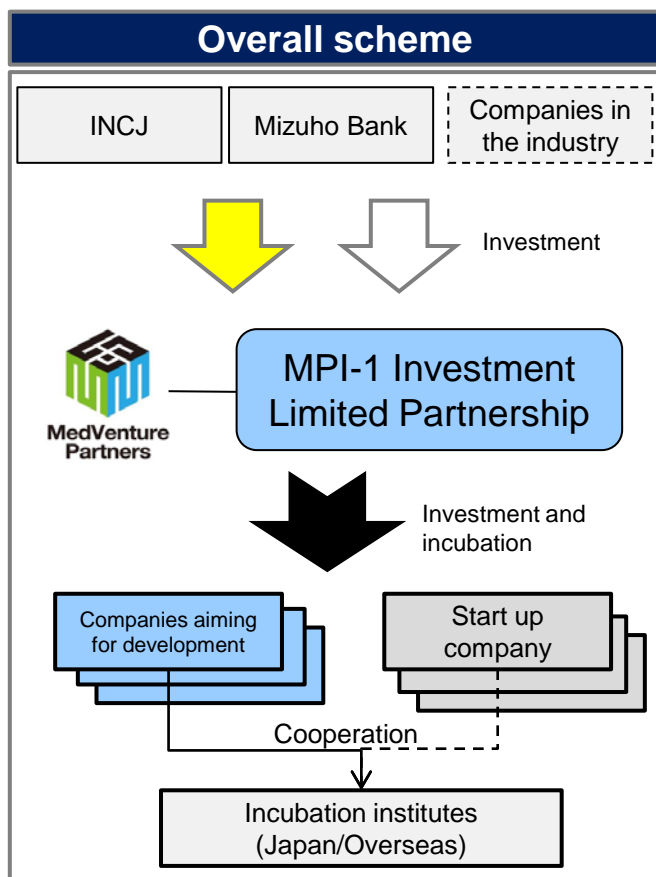 Overall scheme
INCJ
Mizuho Bank
Companies in
the industry
Investment
MedVenture
Partners
MPI-1 Investment
Limited Partnership
Investment and
incubation
Companies aiming
for development
Start up
company
Cooperation
Incubation institutes
(Japan/Overseas)